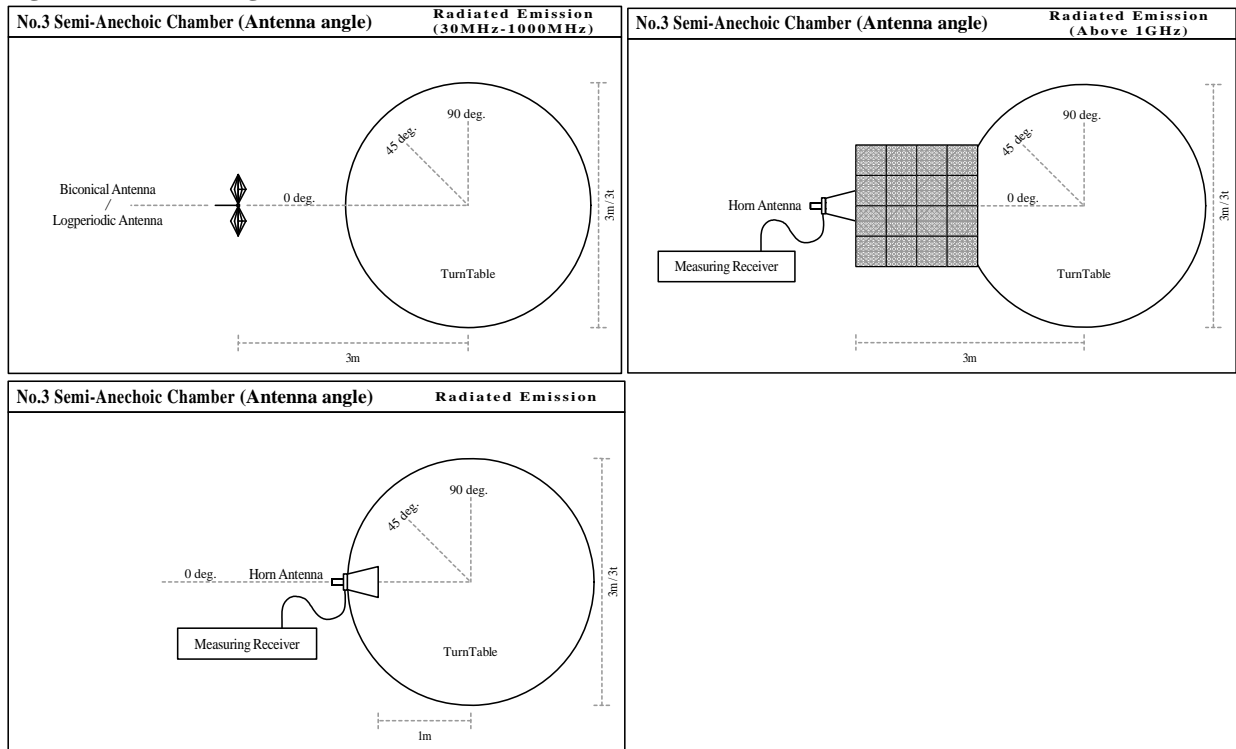 No.3 Semi-Anechoic Chamber (Antenna angle)
Radiated Emission
(30MHz-1000MHz)
90 deg.
45 deg.
0 deg.
Biconical Antenna
/
Logperiodic Antenna
TurnTable
3m / 3t
3m
No.3 Semi-Anechoic Chamber (Antenna angle)
Radiated Emission
(Above 1GHz)
90 deg.
45 deg.
0 deg.
Horn Antenna
Measuring Receiver
TurnTable
3m / 3t
3m
No.3 Semi-Anechoic Chamber (Antenna angle)
Radiated Emission
90 deg.
45 deg.
0 deg.
Horn Antenna
Measuring Receiver
TurnTable
3m / 3t
1m